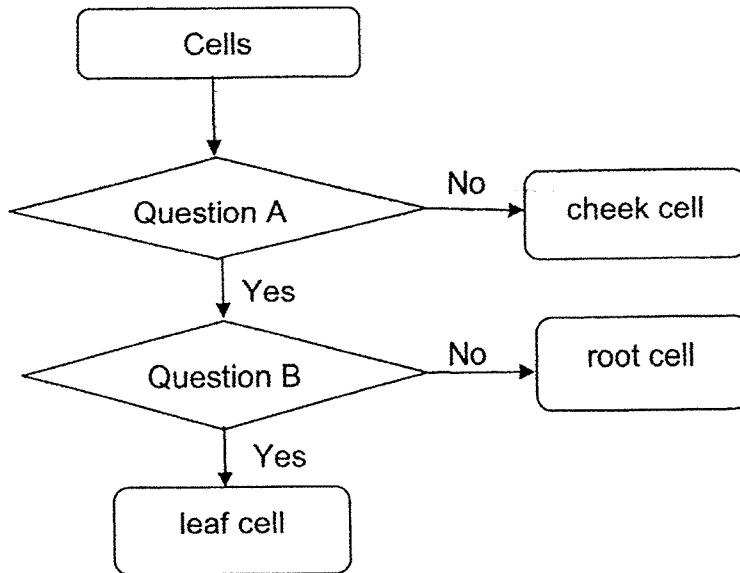 Cells
Question A
No
cheek cell
Yes
Question B
No
root cell
Yes
leaf cell